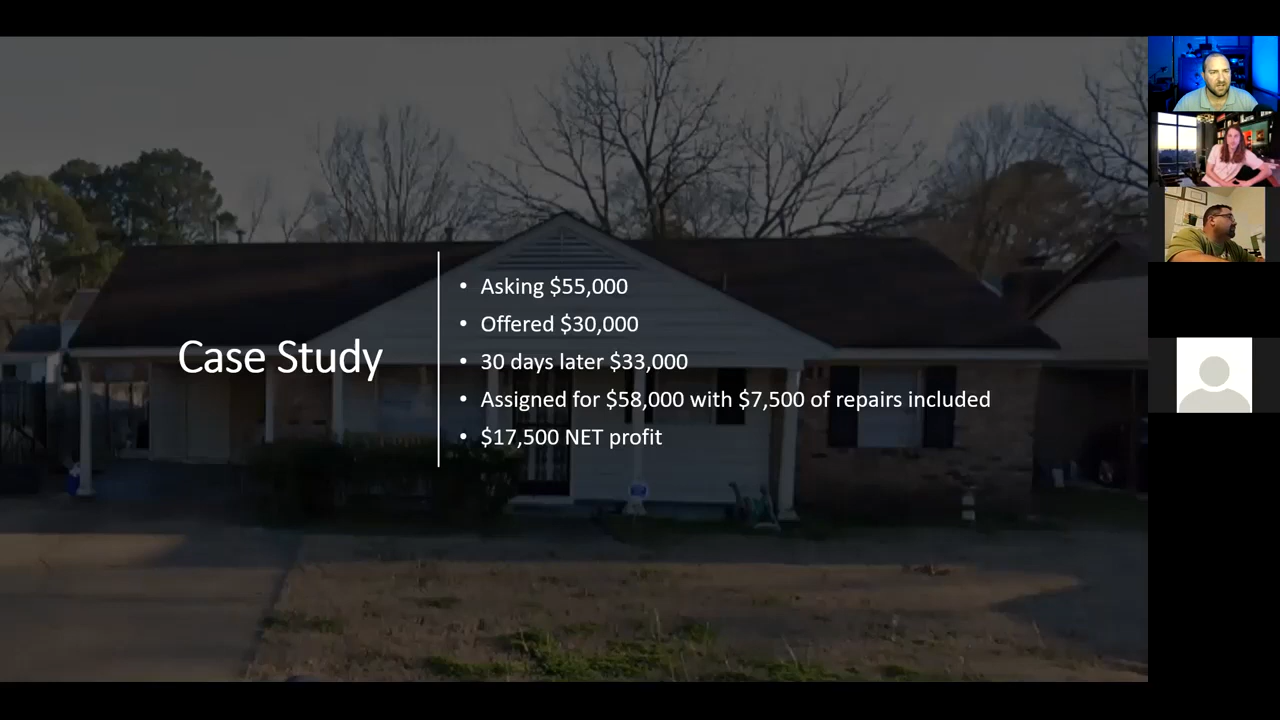 Case Study
• Asking $55,000
• Offered $30,000
• 30 days later $33,000
• Assigned for $58,000 with $7,500 of repairs included
• $17,500 NET profit